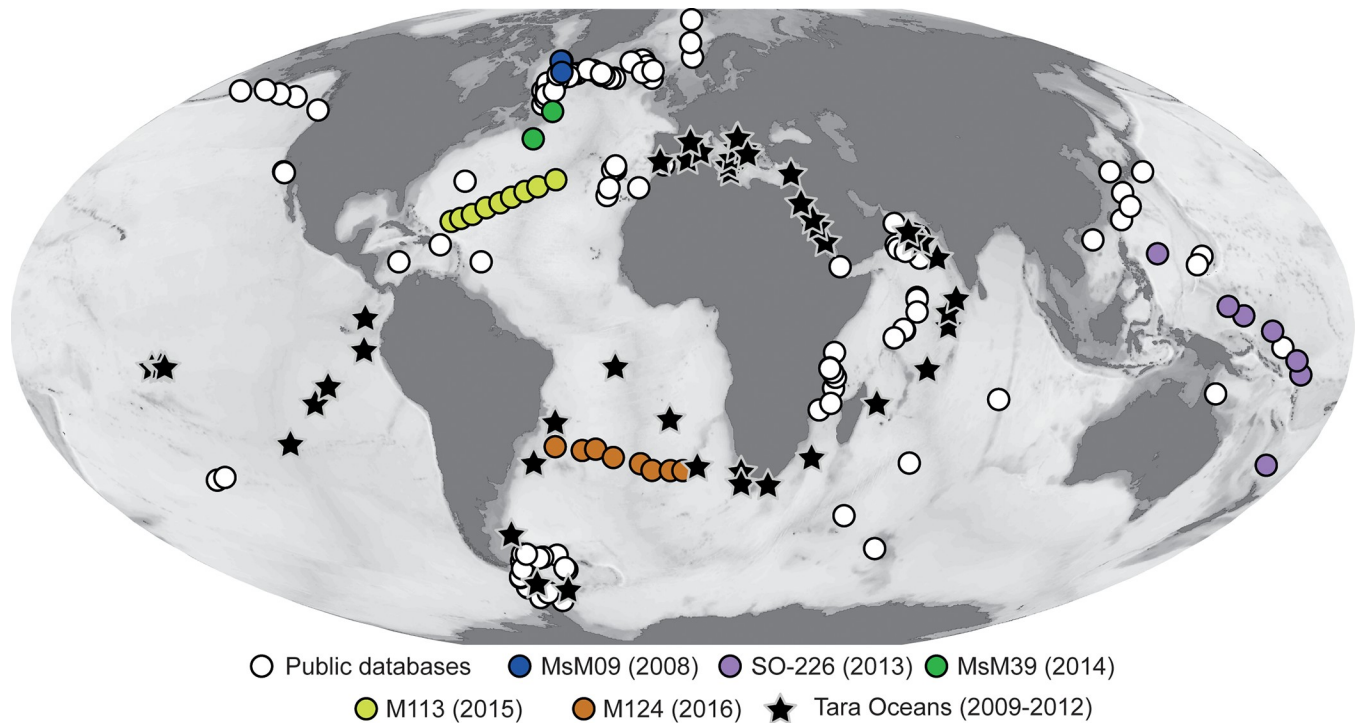 Public databases MsM09 (2008) SO-226 (2013) MsM39 (2014)
M113 (2015) M124 (2016) Tara Oceans (2009-2012)